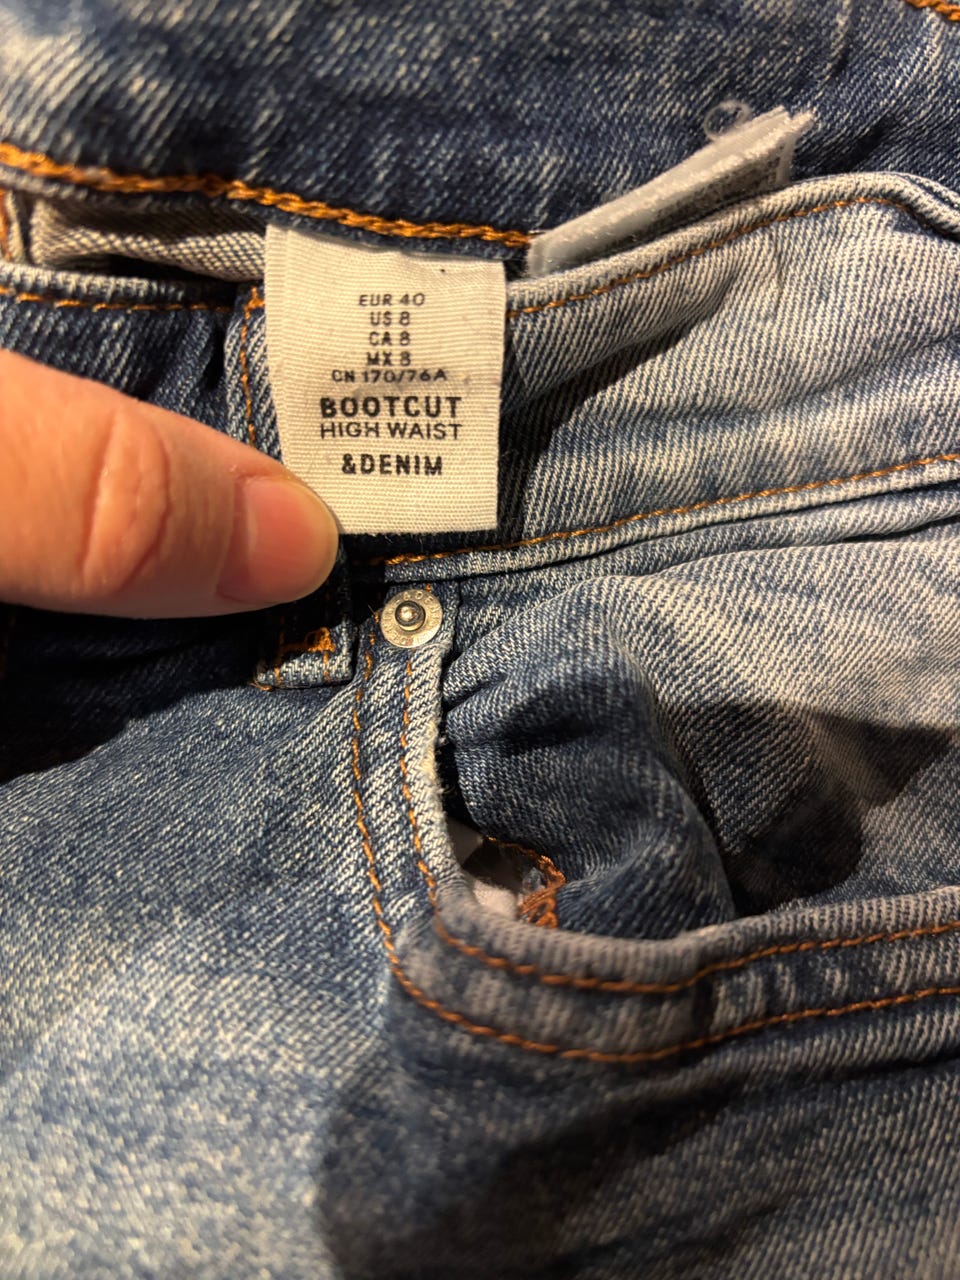 EUR 40
US 8
CA 8
MX 8
CN 170/76A
BOOTCUT
HIGH WAIST
&DENIM